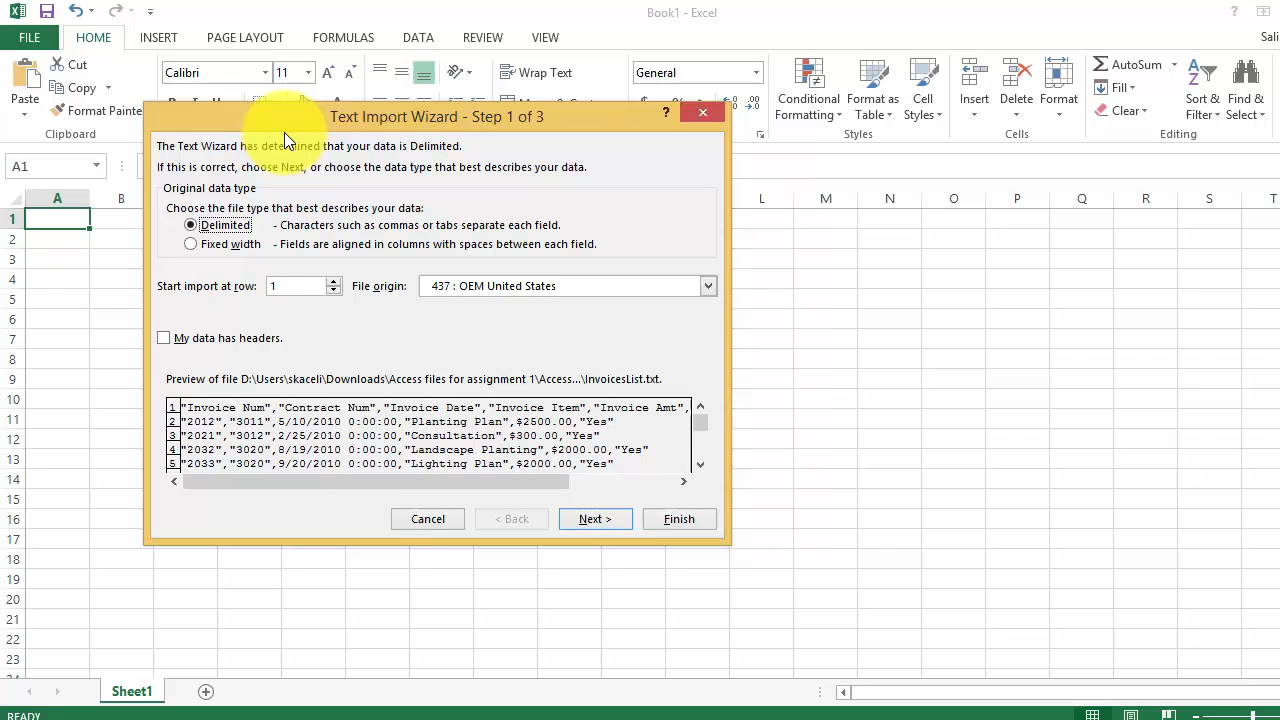 Book1 - Excel
FILE HOME INSERT PAGE LAYOUT FORMULAS DATA REVIEW VIEW
Sali
Paste
Cut
Copy
Format Painte
Clipboard
Calibri 11
Wrap Text
General
Conditional Formatting
Format as Table
Cell Styles
Styles
Insert Delete Format
Cells
AutoSum
Fill
Clear
Sort & Filter
Find & Select
Editing
A1
A B L M N O P Q R S T
Text Import Wizard - Step 1 of 3
The Text Wizard has determined that your data is Delimited.
If this is correct, choose Next, or choose the data type that best describes your data.
Original data type
Choose the file type that best describes your data:
Delimited - Characters such as commas or tabs separate each field.
Fixed width - Fields are aligned in columns with spaces between each field.
Start import at row: 1 File origin: 437 : OEM United States
My data has headers.
Preview of file D:\Users\skaceli\Downloads\Access files for assignment 1\Access...\InvoicesList.txt.
1 "Invoice Num","Contract Num","Invoice Date","Invoice Item","Invoice Amt",
2 "2012","3011",5/10/2010 0:00:00,"Planting Plan",$2500.00,"Yes"
3 "2021","3012",2/25/2010 0:00:00,"Consultation",$300.00,"Yes"
4 "2032","3020",8/19/2010 0:00:00,"Landscape Planting",$2000.00,"Yes"
5 "2033","3020",9/20/2010 0:00:00,"Lighting Plan",$2000.00,"Yes"
Cancel < Back Next > Finish
1
2
3
4
5
6
7
8
9
10
11
12
13
14
15
16
17
18
19
20
21
22
23
Sheet1
READY